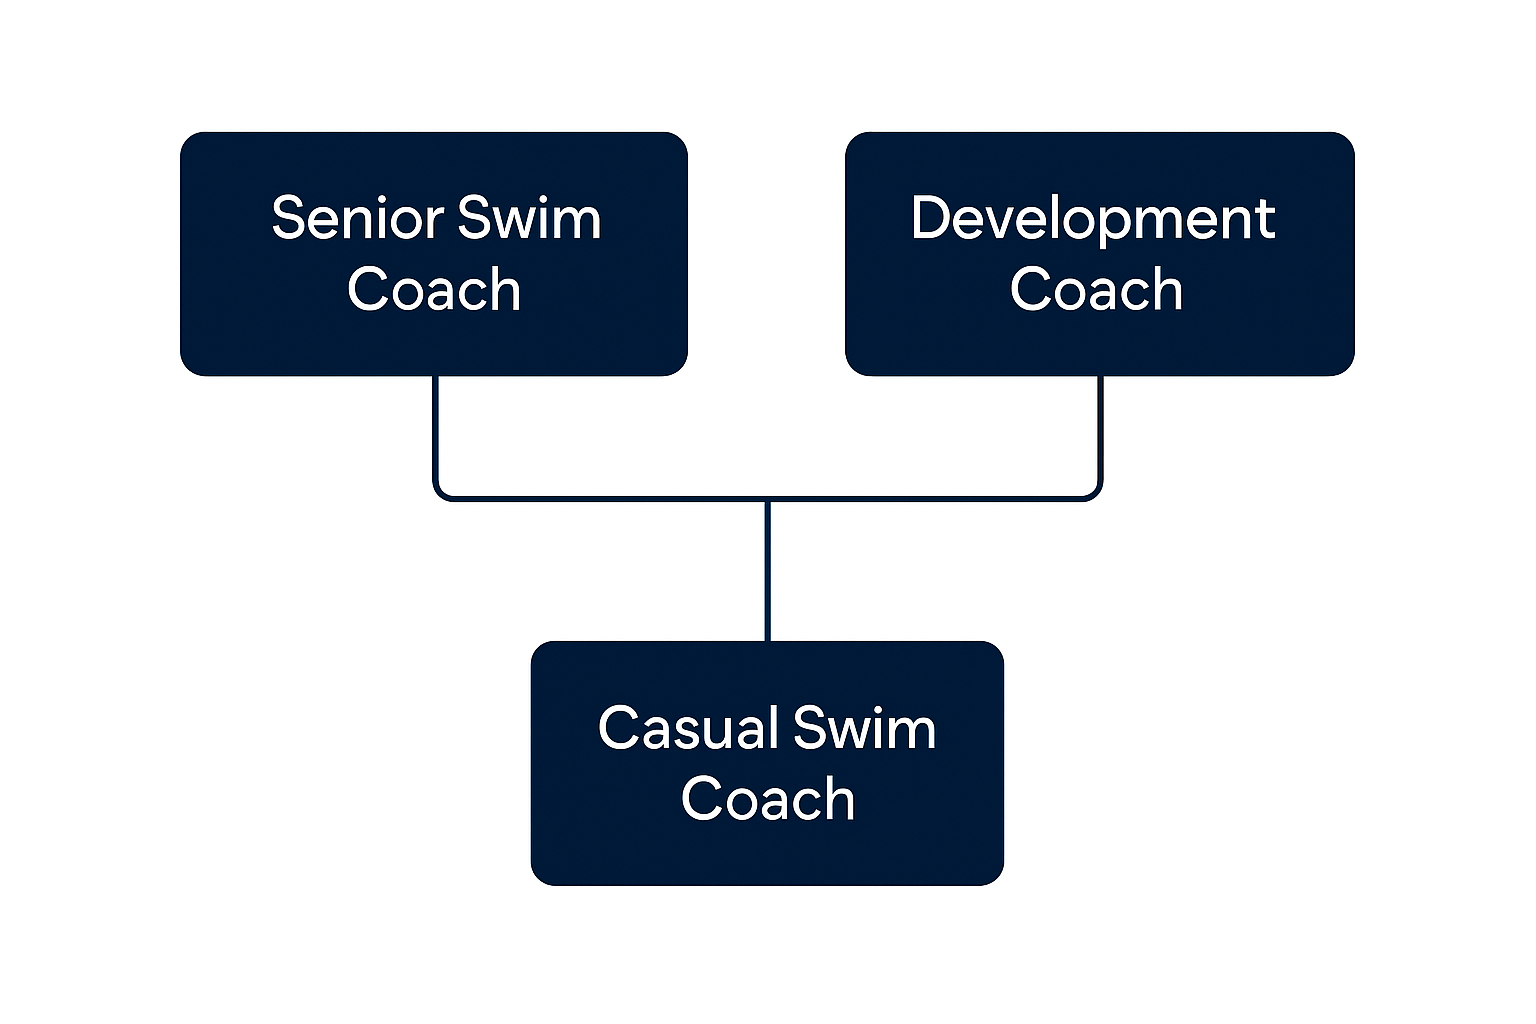 Senior Swim
Coach
Development
Coach
Casual Swim
Coach